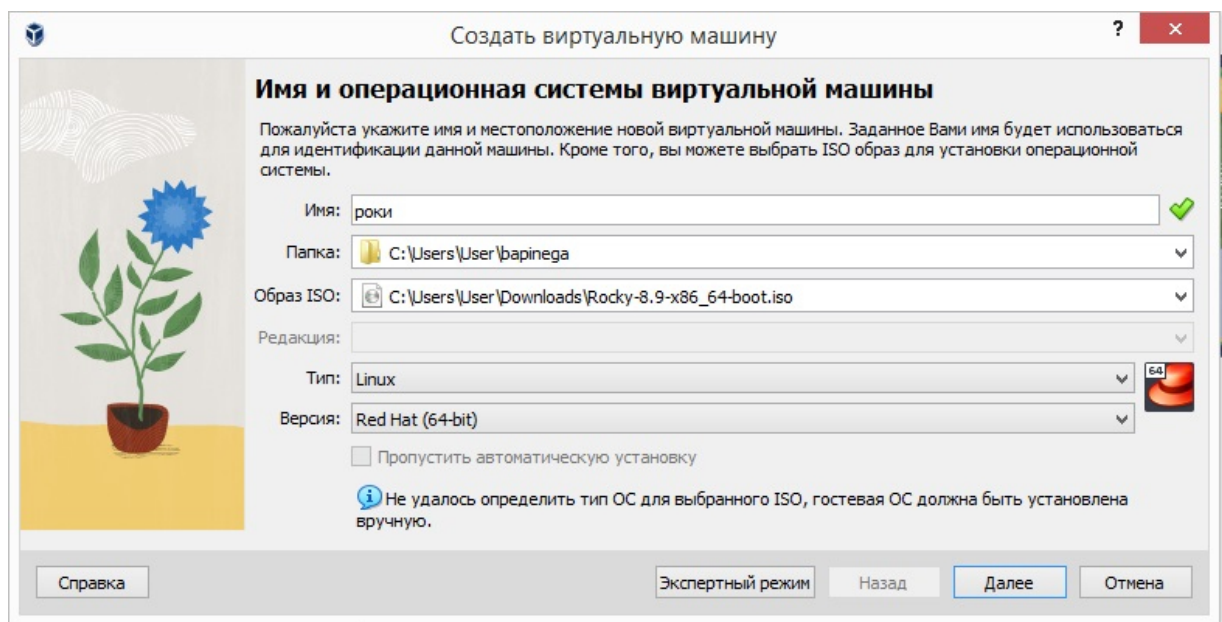 Создать виртуальную машину
?
Имя и операционная системы виртуальной машины
Пожалуйста укажите имя и местоположение новой виртуальной машины. Заданное Вами имя будет использоваться
для идентификации данной машины. Кроме того, вы можете выбрать ISO образ для установки операционной
системы.
Имя: роки
Папка: C:\Users\User\bapinega
Образ ISO: C:\Users\User\Downloads\Rocky-8.9-x86_64-boot.iso
Редакция:
Тип: Linux
64
Версия: Red Hat (64-bit)
Пропустить автоматическую установку
Не удалось определить тип ОС для выбранного ISO, гостевая ОС должна быть установлена
вручную.
Справка Экспертный режим Назад Далее Отмена